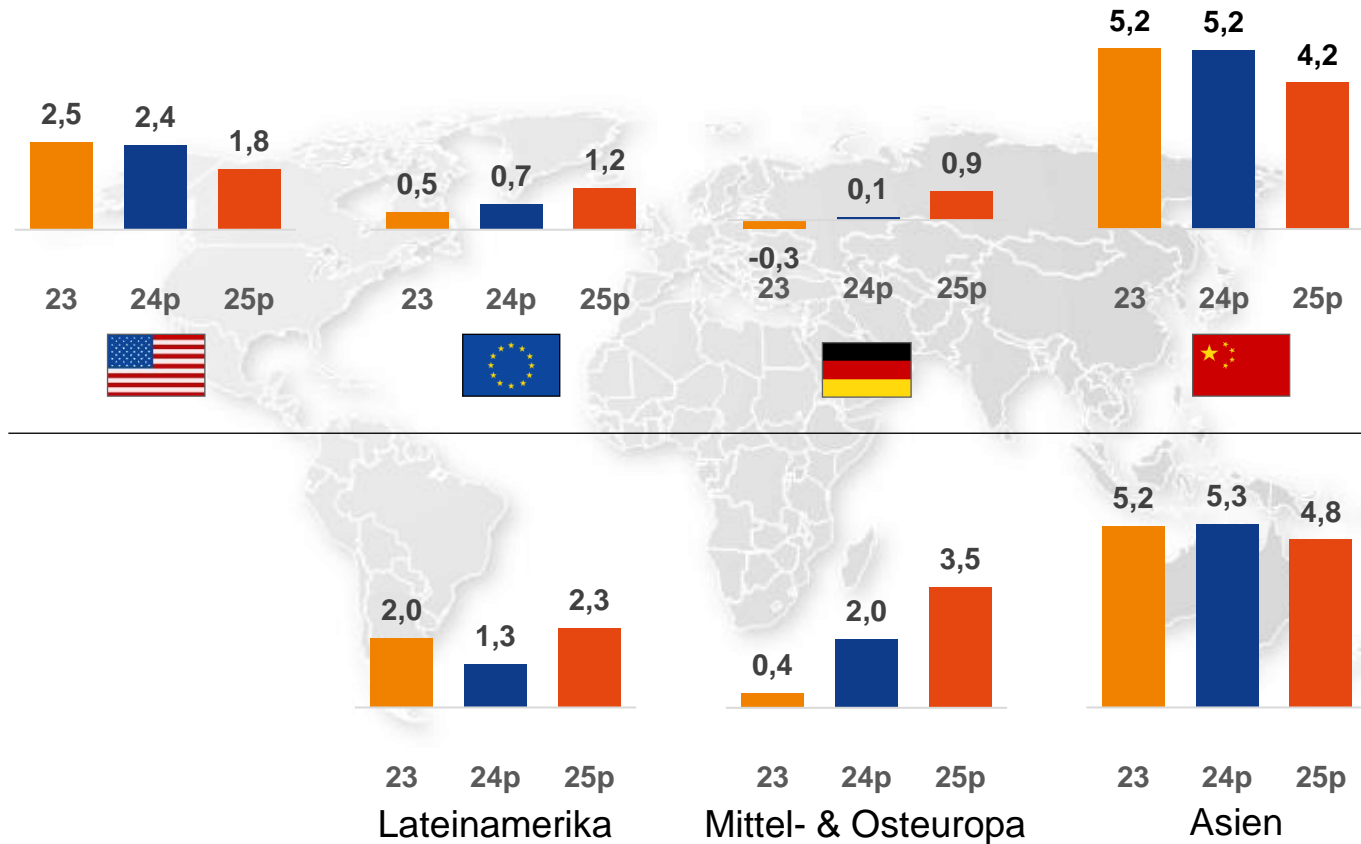 2,5 2,4 1,8
23 24p 25p
0,5 0,7 1,2
23 24p 25p
-0,3 0,1 0,9
23 24p 25p
5,2 5,2 4,2
23 24p 25p
2,0 1,3 2,3
23 24p 25p
Lateinamerika
0,4 2,0 3,5
23 24p 25p
Mittel- & Osteuropa
5,2 5,3 4,8
23 24p 25p
Asien